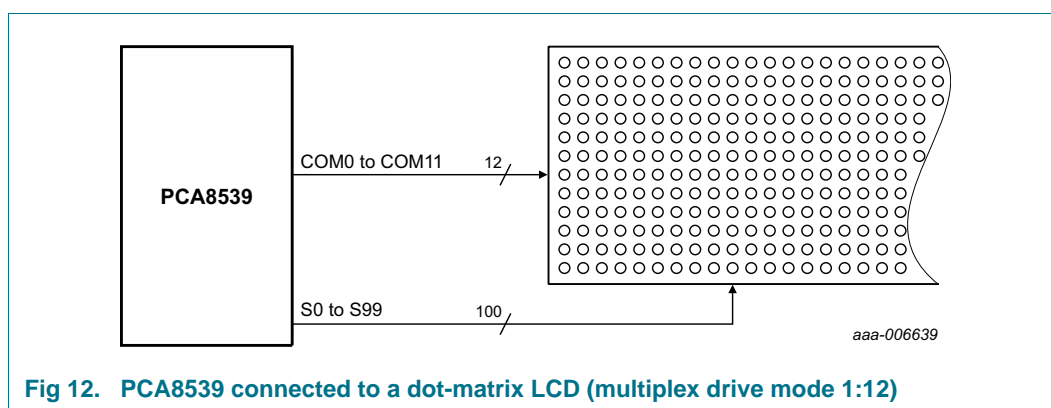 COM0 to COM11
12
PCA8539
S0 to S99
100
aaa-006639
Fig 12. PCA8539 connected to a dot-matrix LCD (multiplex drive mode 1:12)